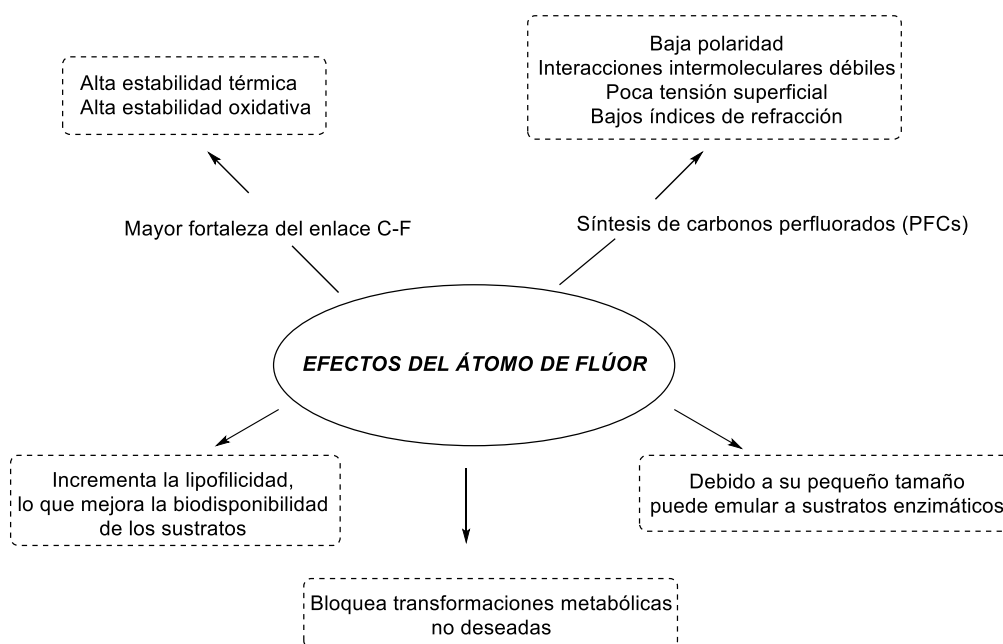 Alta estabilidad térmica
Alta estabilidad oxidativa
Baja polaridad
Interacciones intermoleculares débiles
Poca tensión superficial
Bajos índices de refracción
Mayor fortaleza del enlace C-F
Síntesis de carbonos perfluorados (PFCs)
EFECTOS DEL ÁTOMO DE FLÚOR
Incrementa la lipofilicidad,
lo que mejora la biodisponibilidad
de los sustratos
Debido a su pequeño tamaño
puede emular a sustratos enzimáticos
Bloquea transformaciones metabólicas
no deseadas